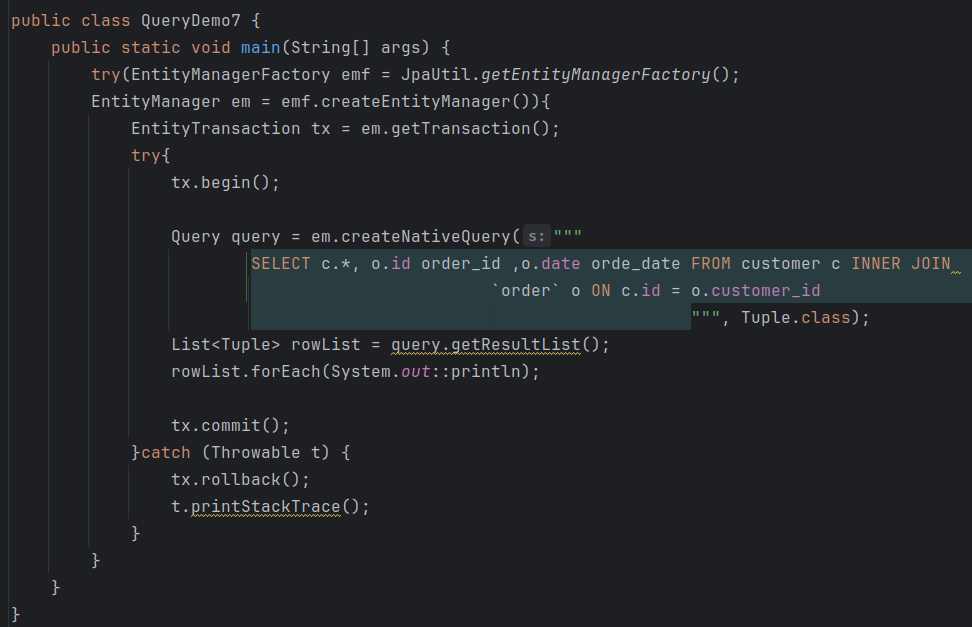 public class QueryDemo7 {
public static void main(String[] args) {
try(EntityManagerFactory emf = JpaUtil.getEntityManagerFactory();
EntityManager em = emf.createEntityManager()){
EntityTransaction tx = em.getTransaction();
try{
tx.begin();
Query query = em.createNativeQuery( s: """
SELECT c.*, o.id order_id ,o.date orde_date FROM customer c INNER JOIN
`order` o ON c.id = o.customer_id
""", Tuple.class);
List<Tuple> rowList = query.getResultList();
rowList.forEach(System.out::println);
tx.commit();
}catch (Throwable t) {
tx.rollback();
t.printStackTrace();
}
}
}
}